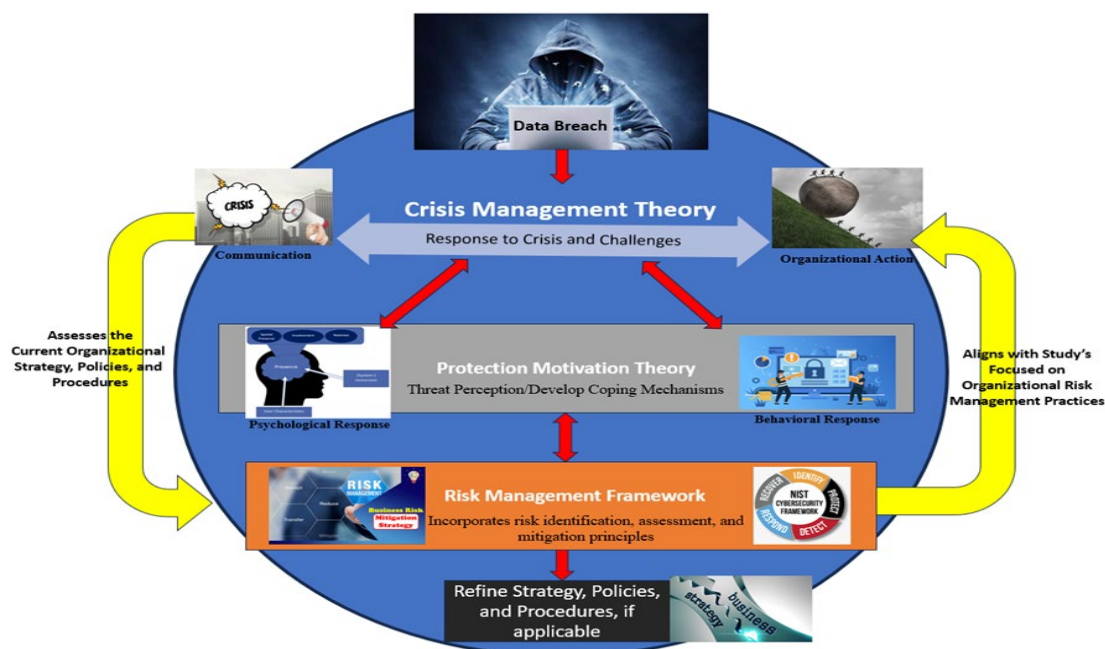 Data Breach
CRISIS
Crisis Management Theory
Response to Crisis and Challenges
Communication
Organizational Action
Assesses the
Current Organizational
Strategy, Policies, and
Procedures
Aligns with Study's
Focused on
Organizational Risk
Management Practices
Presence
Protection Motivation Theory
Threat Perception/Develop Coping Mechanisms
Psychological Response
Behavioral Response
RISK
MANAGEMENT
Reduce
Transfer
Business Risk
Mitigation
Strategy
Risk Management Framework
Incorporates risk identification, assessment, and
mitigation principles
IDENTIFY
PROTECT
DETECT
RESPOND
RECOVER
NIST
CYBERSECURITY
FRAMEWORK
Refine Strategy, Policies,
and Procedures, if
applicable
strategy
business